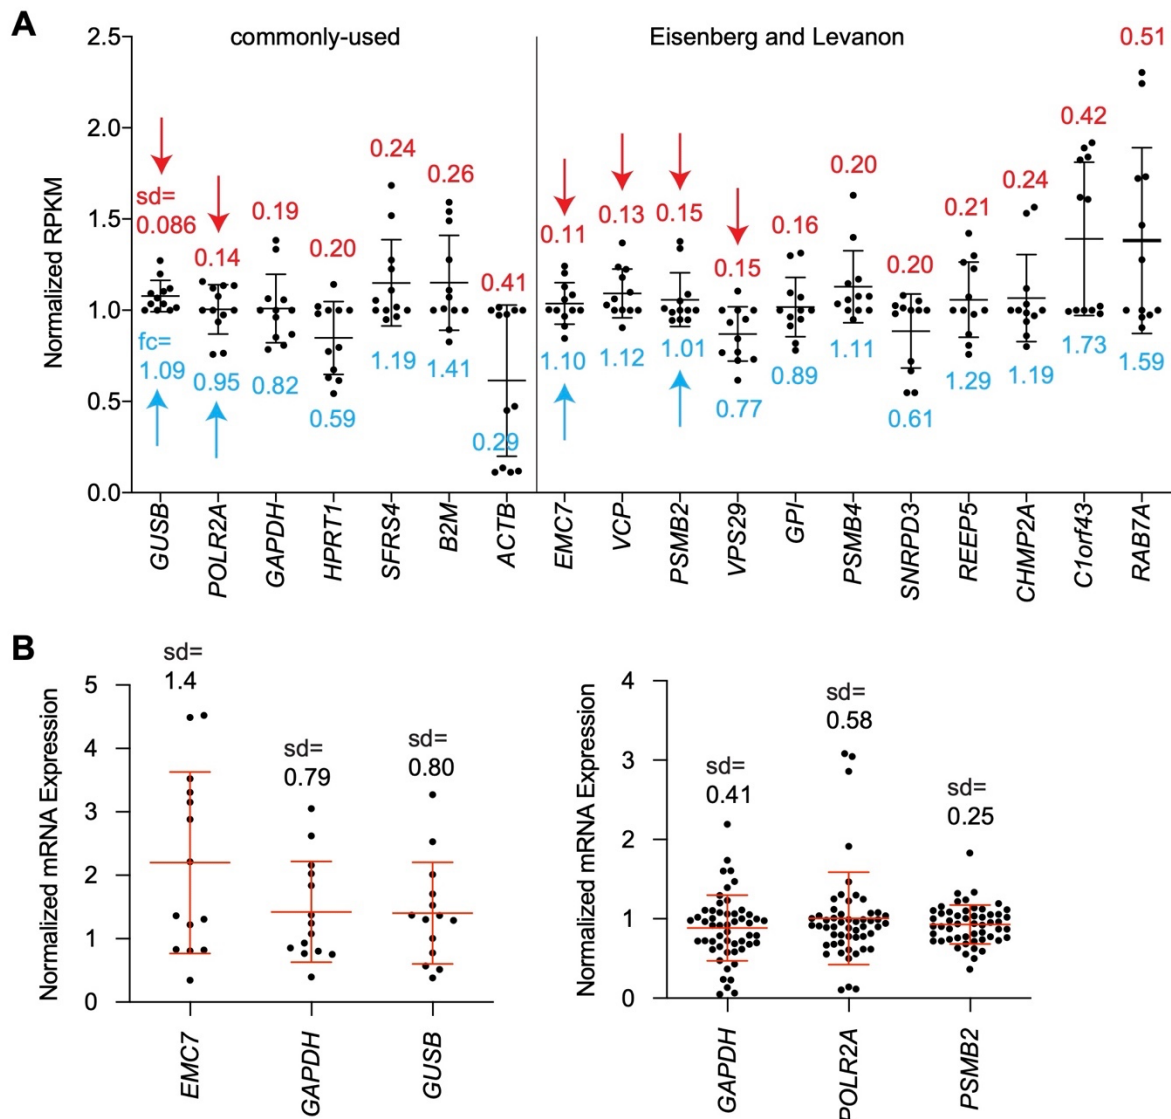 A
commonly-used
Eisenberg and Levanon
Normalized RPKM
2.5
2.0
1.5
1.0
0.5
0.0
sd=
0.086
0.14
0.19
0.20
0.24
0.26
0.41
0.11
0.13
0.15
0.15
0.16
0.20
0.20
0.21
0.24
0.42
0.51
fc=
1.09
0.95
0.82
0.59
1.19
1.41
0.29
1.10
1.12
1.01
0.77
0.89
1.11
0.61
1.29
1.19
1.73
1.59
GUSB
POLR2A
GAPDH
HPRT1
SFRS4
B2M
ACTB
EMC7
VCP
PSMB2
VPS29
GPI
PSMB4
SNRPD3
REEP5
CHMP2A
C1orf43
RAB7A
B
Normalized mRNA Expression
5
4
3
2
1
0
sd=
1.4
sd=
0.79
sd=
0.80
EMC7
GAPDH
GUSB
Normalized mRNA Expression
4
3
2
1
0
sd=
0.41
sd=
0.58
sd=
0.25
GAPDH
POLR2A
PSMB2